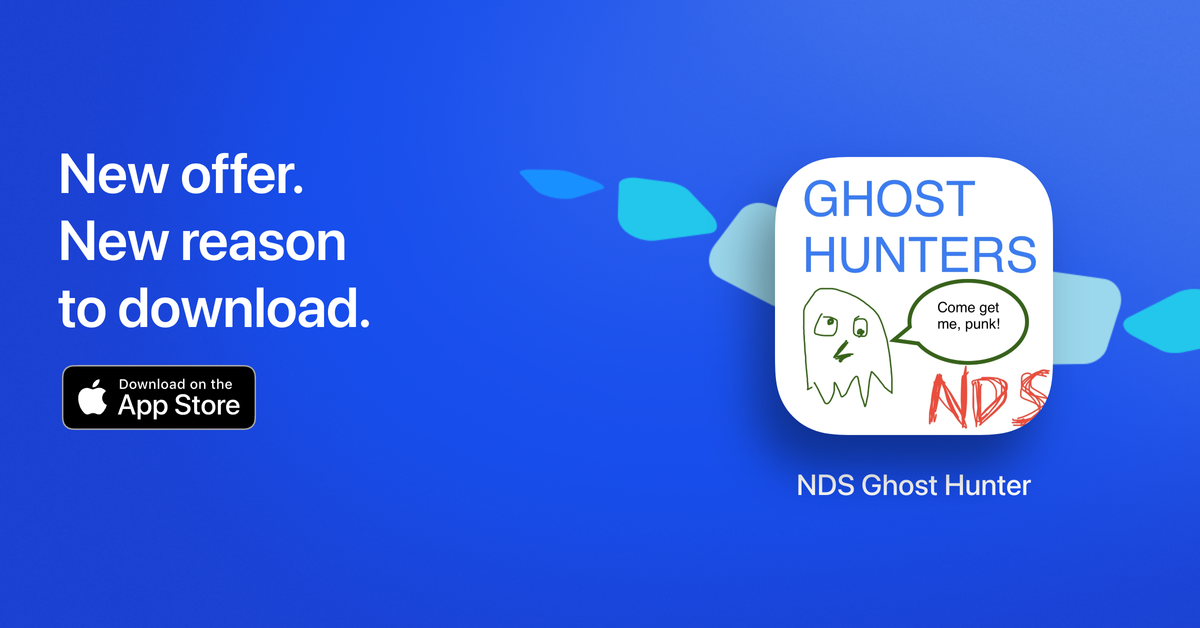 New offer.
New reason
to download.
Download on the
App Store
GHOST
HUNTERS
Come get
me, punk!
NDS
NDS Ghost Hunter